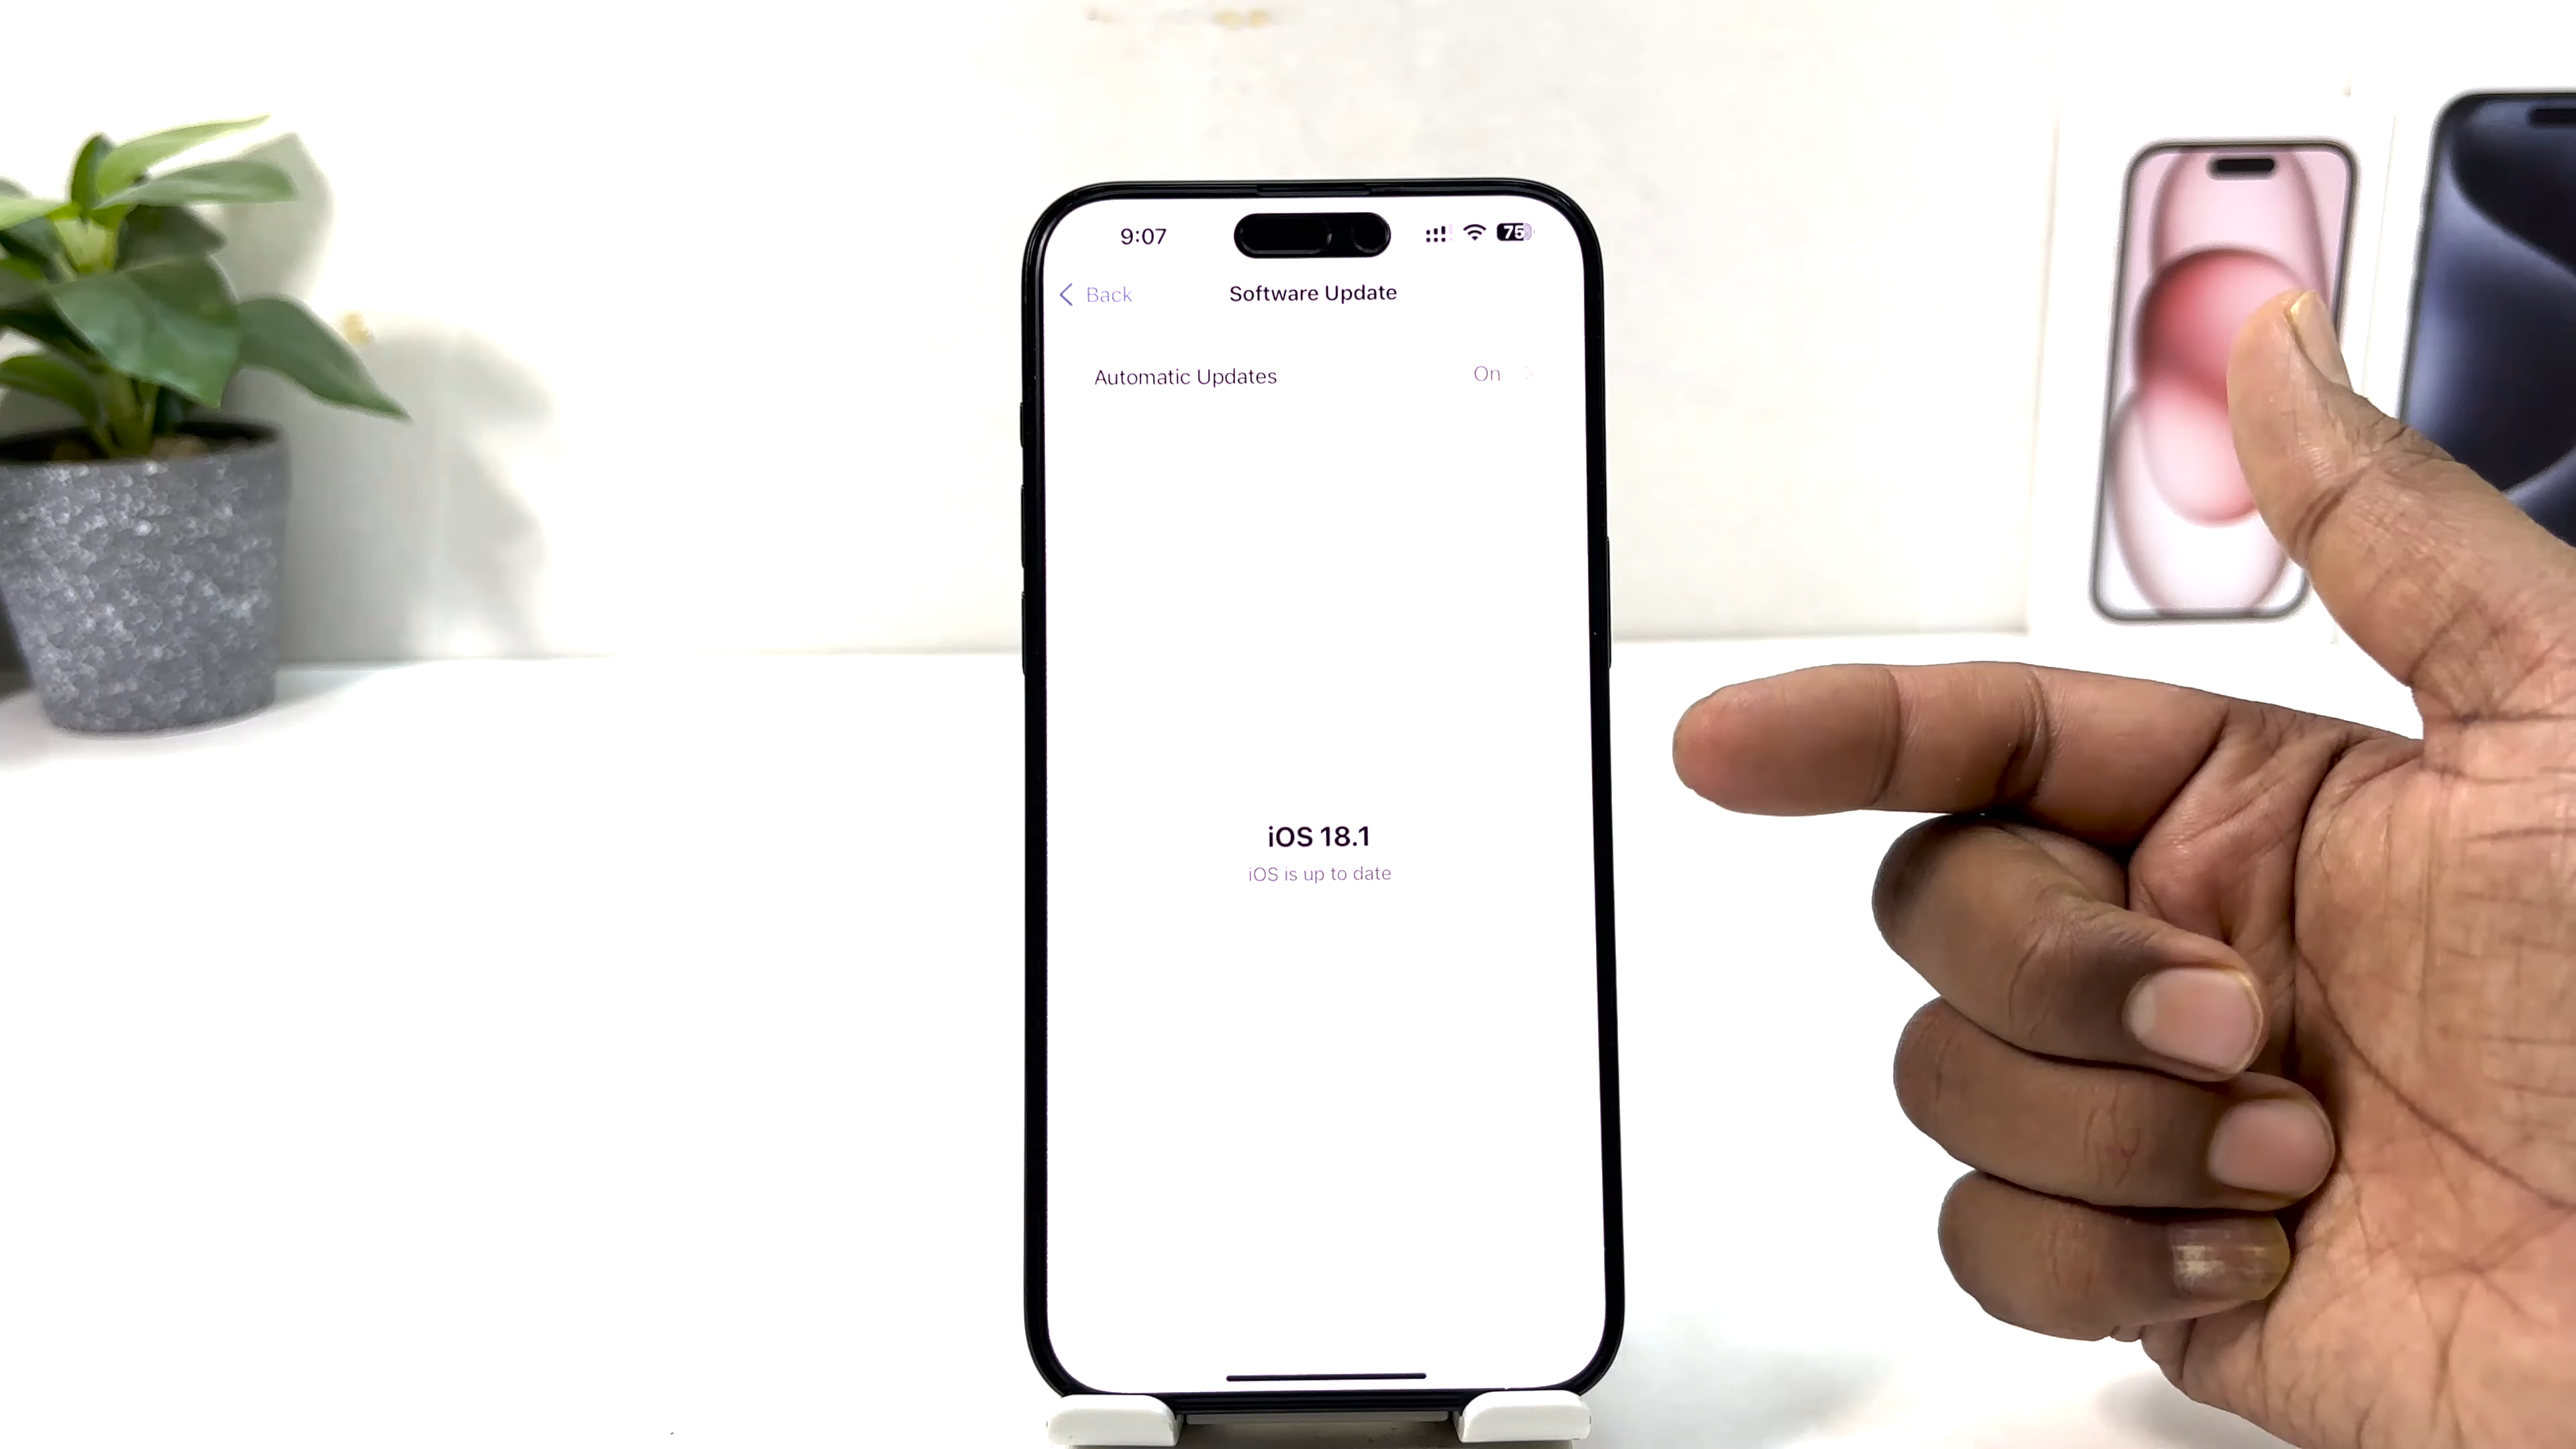 9:07
75
Back
Software Update
Automatic Updates
On
iOS 18.1
iOS is up to date